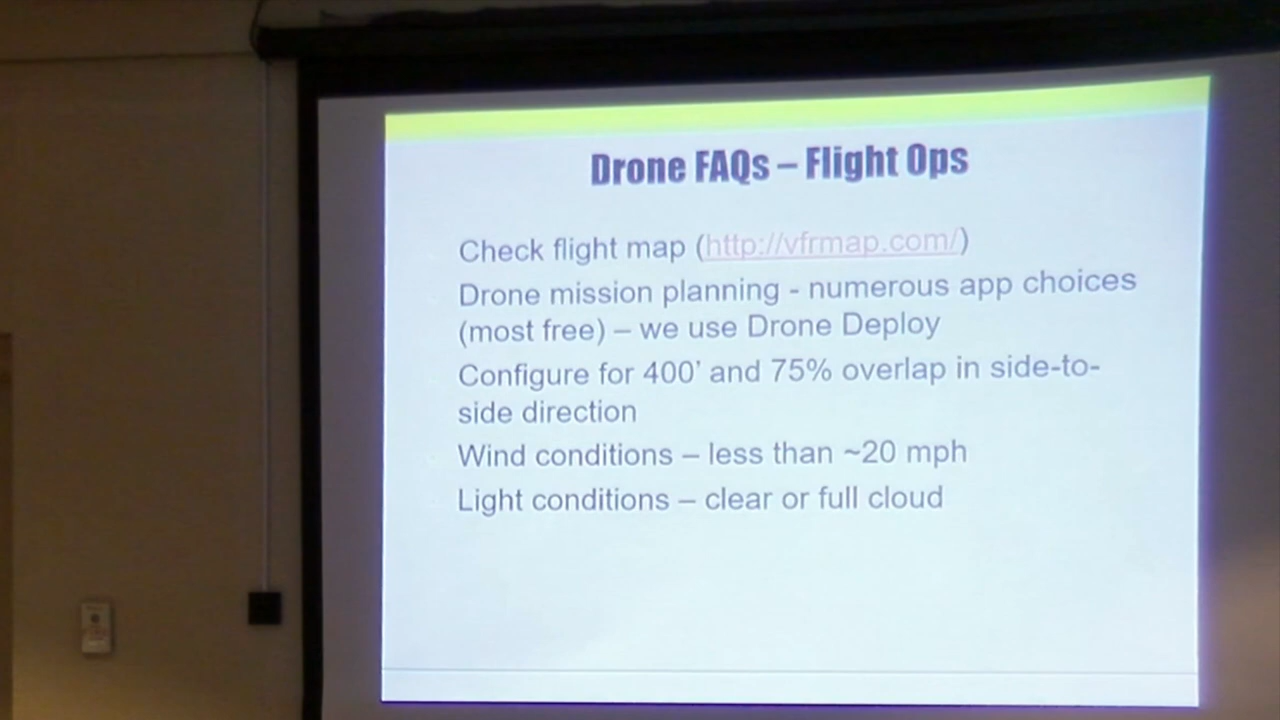 Drone FAQs – Flight Ops
Check flight map (http://vfrmap.com/)
Drone mission planning - numerous app choices
(most free) – we use Drone Deploy
Configure for 400' and 75% overlap in side-to-
side direction
Wind conditions – less than ~20 mph
Light conditions – clear or full cloud